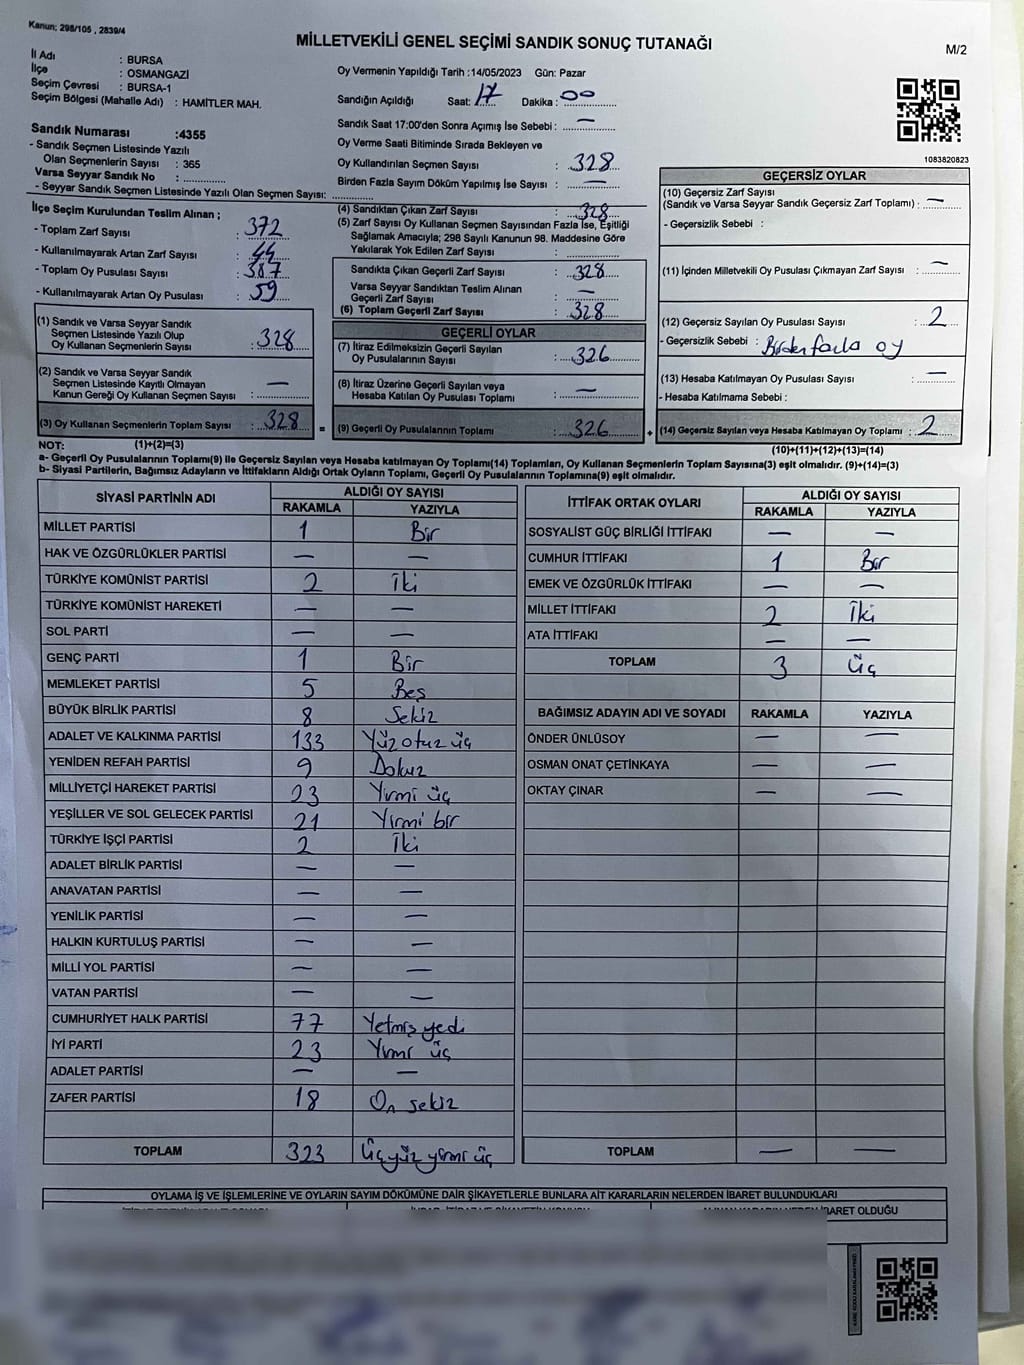 Kanun; 298/105 , 2839/4
MİLLETVEKİLİ GENEL SEÇİMİ SANDIK SONUÇ TUTANAĞI
M/2
İl Adı : BURSA
İlçe : OSMANGAZİ
Seçim Çevresi : BURSA-1
Seçim Bölgesi (Mahalle Adı) : HAMİTLER MAH.
Sandık Numarası :4355
- Sandık Seçmen Listesinde Yazılı
Olan Seçmenlerin Sayısı : 365
Varsa Seyyar Sandık No :
- Seyyar Sandık Seçmen Listesinde Yazılı Olan Seçmen Sayısı:
İlçe Seçim Kurulundan Teslim Alınan ;
- Toplam Zarf Sayısı : 372
- Kullanılmayarak Artan Zarf Sayısı : 44
- Toplam Oy Pusulası Sayısı : 387
- Kullanılmayarak Artan Oy Pusulası : 59
(1) Sandık ve Varsa Seyyar Sandık
Seçmen Listesinde Yazılı Olup
Oy Kullanan Seçmenlerin Sayısı : 328
(2) Sandık ve Varsa Seyyar Sandık
Seçmen Listesinde Kayıtlı Olmayan
Kanun Gereği Oy Kullanan Seçmen Sayısı : —
(3) Oy Kullanan Seçmenlerin Toplam Sayısı : 328
Oy Vermenin Yapıldığı Tarih :14/05/2023 Gün: Pazar
Sandığın Açıldığı Saat: 17 Dakika : 00
Sandık Saat 17:00'den Sonra Açımış İse Sebebi : —
Oy Verme Saati Bitiminde Sırada Bekleyen ve
Oy Kullandırılan Seçmen Sayısı : 328
Birden Fazla Sayım Döküm Yapılmış İse Sayısı : —
(4) Sandıktan Çıkan Zarf Sayısı : 328
(5) Zarf Sayısı Oy Kullanan Seçmen Sayısından Fazla İse, Eşitliği
Sağlamak Amacıyla; 298 Sayılı Kanunun 98. Maddesine Göre
Yakılarak Yok Edilen Zarf Sayısı :
Sandıkta Çıkan Geçerli Zarf Sayısı : 328
Varsa Seyyar Sandıktan Teslim Alınan
Geçerli Zarf Sayısı : —
(6) Toplam Geçerli Zarf Sayısı : 328
GEÇERLİ OYLAR
(7) İtiraz Edilmeksizin Geçerli Sayılan
Oy Pusulalarının Sayısı : 326
(8) İtiraz Üzerine Geçerli Sayılan veya
Hesaba Katılan Oy Pusulası Toplamı : —
= (9) Geçerli Oy Pusulalarının Toplamı : 326
1083820823
GEÇERSİZ OYLAR
(10) Geçersiz Zarf Sayısı
(Sandık ve Varsa Seyyar Sandık Geçersiz Zarf Toplamı) : —
- Geçersizlik Sebebi :
(11) İçinden Milletvekili Oy Pusulası Çıkmayan Zarf Sayısı : —
(12) Geçersiz Sayılan Oy Pusulası Sayısı : 2
- Geçersizlik Sebebi : Birden fazla oy
(13) Hesaba Katılmayan Oy Pusulası Sayısı : —
- Hesaba Katılmama Sebebi :
+ (14) Geçersiz Sayılan veya Hesaba Katılmayan Oy Toplamı : 2
NOT: (1)+(2)=(3) (10)+(11)+(12)+(13)=(14)
a- Geçerli Oy Pusulalarının Toplamı(9) ile Geçersiz Sayılan veya Hesaba katılmayan Oy Toplamı(14) Toplamları, Oy Kullanan Seçmenlerin Toplam Sayısına(3) eşit olmalıdır. (9)+(14)=(3)
b- Siyasi Partilerin, Bağımsız Adayların ve İttifakların Aldığı Ortak Oyların Toplamı, Geçerli Oy Pusulalarının Toplamına(9) eşit olmalıdır.
SİYASİ PARTİNİN ADI ALDIĞI OY SAYISI
RAKAMLA YAZIYLA
MİLLET PARTİSİ 1 Bir
HAK VE ÖZGÜRLÜKLER PARTİSİ — —
TÜRKİYE KOMÜNİST PARTİSİ 2 İki
TÜRKİYE KOMÜNİST HAREKETİ — —
SOL PARTİ — —
GENÇ PARTİ 1 Bir
MEMLEKET PARTİSİ 5 Beş
BÜYÜK BİRLİK PARTİSİ 8 Sekiz
ADALET VE KALKINMA PARTİSİ 133 Yüz otuz üç
YENİDEN REFAH PARTİSİ 9 Dokuz
MİLLİYETÇİ HAREKET PARTİSİ 23 Yirmi üç
YEŞİLLER VE SOL GELECEK PARTİSİ 21 Yirmi bir
TÜRKİYE İŞÇİ PARTİSİ 2 İki
ADALET BİRLİK PARTİSİ — —
ANAVATAN PARTİSİ — —
YENİLİK PARTİSİ — —
HALKIN KURTULUŞ PARTİSİ — —
MİLLİ YOL PARTİSİ — —
VATAN PARTİSİ — —
CUMHURİYET HALK PARTİSİ 77 Yetmiş yedi
İYİ PARTİ 23 Yirmi üç
ADALET PARTİSİ — —
ZAFER PARTİSİ 18 On sekiz
TOPLAM 323 Üçyüz yirmi üç
İTTİFAK ORTAK OYLARI ALDIĞI OY SAYISI
RAKAMLA YAZIYLA
SOSYALİST GÜÇ BİRLİĞİ İTTİFAKI — —
CUMHUR İTTİFAKI 1 Bir
EMEK VE ÖZGÜRLÜK İTTİFAKI — —
MİLLET İTTİFAKI 2 İki
ATA İTTİFAKI — —
TOPLAM 3 Üç
BAĞIMSIZ ADAYIN ADI VE SOYADI RAKAMLA YAZIYLA
ÖNDER ÜNLÜSOY — —
OSMAN ONAT ÇETİNKAYA — —
OKTAY ÇINAR — —
TOPLAM — —
OYLAMA İŞ VE İŞLEMLERİNE VE OYLARIN SAYIM DÖKÜMÜNE DAİR ŞİKAYETLERLE BUNLARA AİT KARARLARIN NELERDEN İBARET BULUNDUKLARI
İBARET OLDUĞU